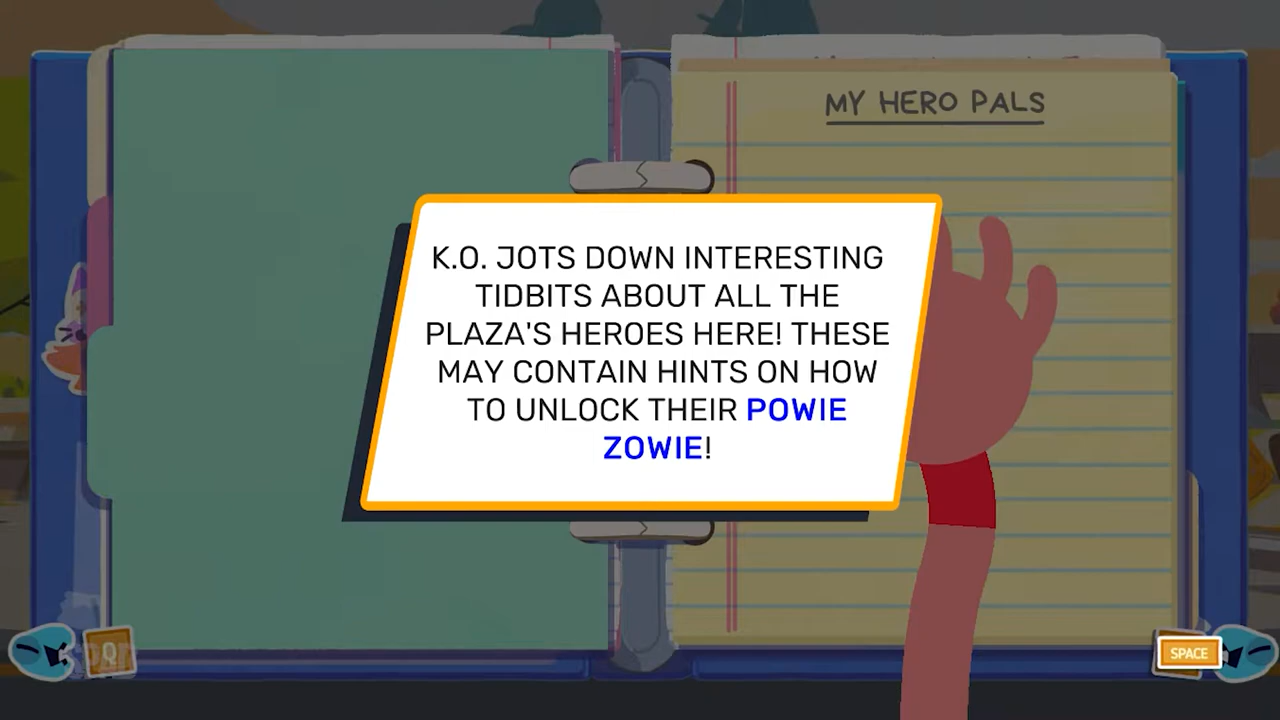 MY HERO PALS
K.O. JOTS DOWN INTERESTING
TIDBITS ABOUT ALL THE
PLAZA'S HEROES HERE! THESE
MAY CONTAIN HINTS ON HOW
TO UNLOCK THEIR POWIE
ZOWIE!
Q
SPACE